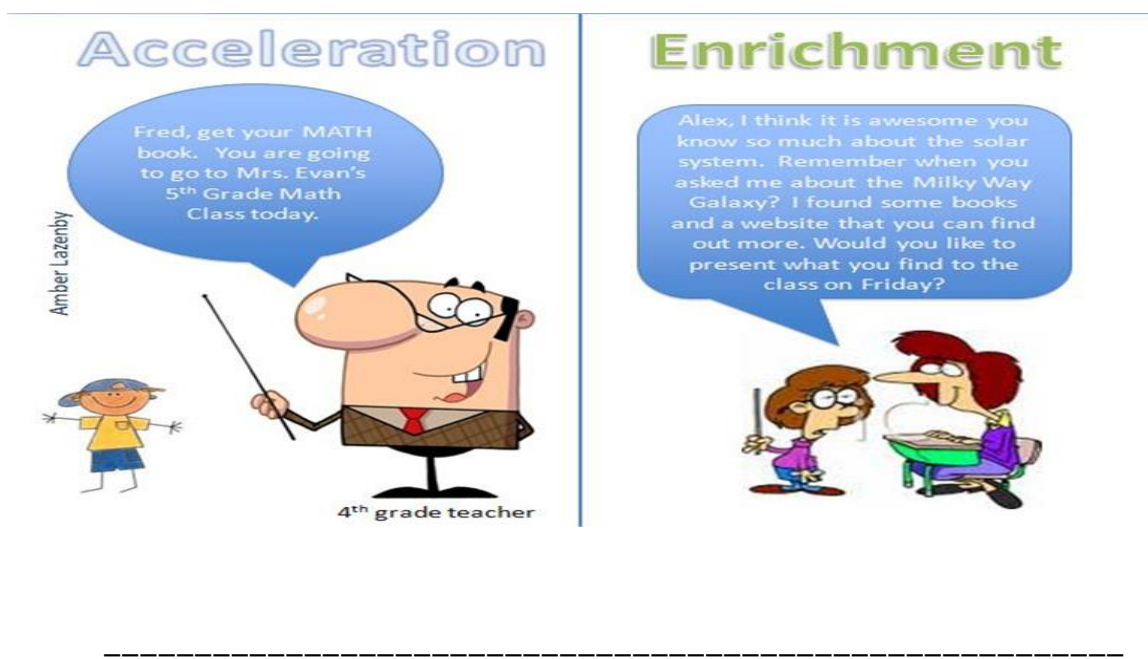 Acceleration
Fred, get your MATH
book. You are going
to go to Mrs. Evan's
5th Grade Math
Class today.
Amber Lazenby
4th grade teacher
Enrichment
Alex, I think it is awesome you
know so much about the solar
system. Remember when you
asked me about the Milky Way
Galaxy? I found some books
and a website that you can find
out more. Would you like to
present what you find to the
class on Friday?